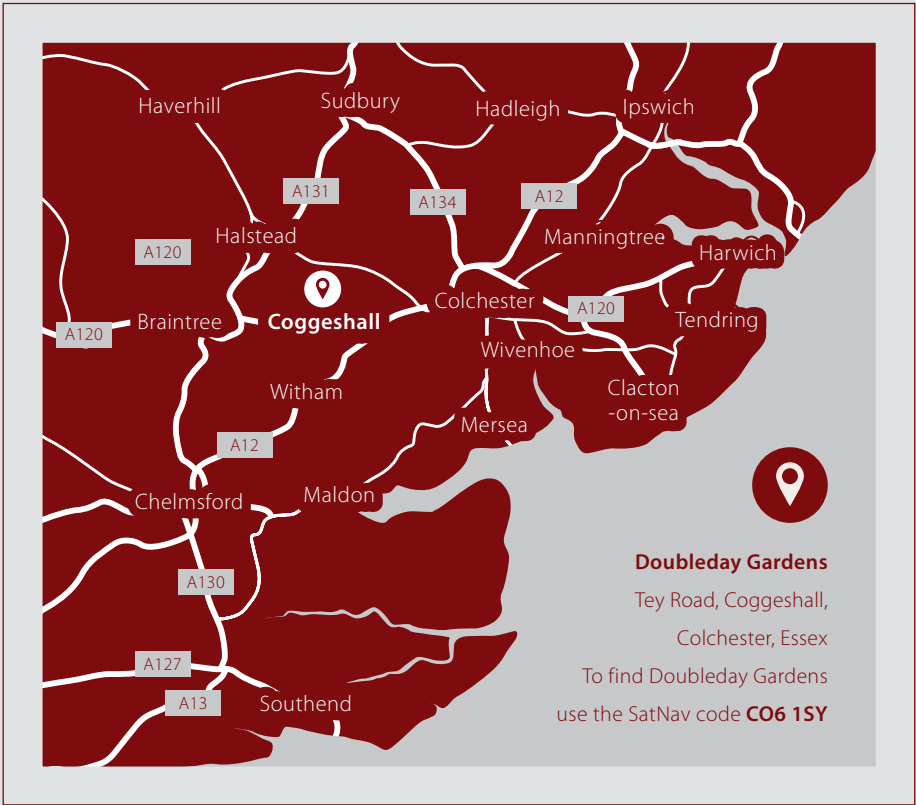 Haverhill
Sudbury
Hadleigh
Ipswich
A131
A134
A12
Halstead
Manningtree
A120
Harwich
Colchester
A120
Tendring
A120
Braintree
Coggeshall
Wivenhoe
Witham
Clacton
-on-sea
Mersea
A12
Chelmsford
Maldon
Doubleday Gardens
A130
Tey Road, Coggeshall,
Colchester, Essex
A127
To find Doubleday Gardens
A13
Southend
use the SatNav code CO6 1SY